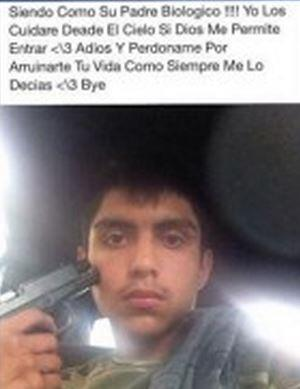 Siendo Como Su Padre Biologico !!!! Yo Los
Cuidare Deade El Cielo Si Dios Me Permite
Entrar <\3 Adios Y Perdoname Por
Arruinarte Tu Vida Como Siempre Me Lo
Decias <\3 Bye